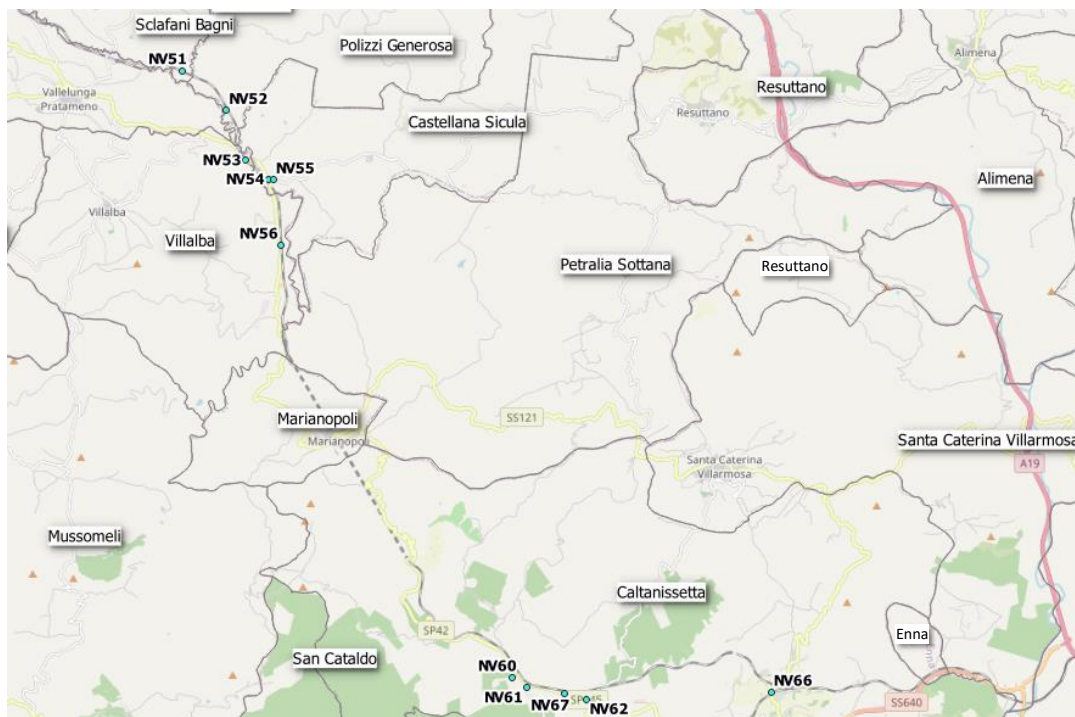 Sclafani Bagni
Polizzi Generosa
NV51
Vallelunga
Pratameno
NV52
Castellana Sicula
Resuttano
Resuttano
Alimena
NV53
NV54
NV55
Alimena
Villalba
Villalba
NV56
Petralia Sottana
Resuttano
Marianopoli
Marianopoli
SS121
Santa Caterina Villarmosa
Santa Caterina
Villarmosa
A19
Mussomeli
Caltanissetta
SP42
San Cataldo
Enna
Enna
NV60
NV61
NV67
NV62
NV66
SS640